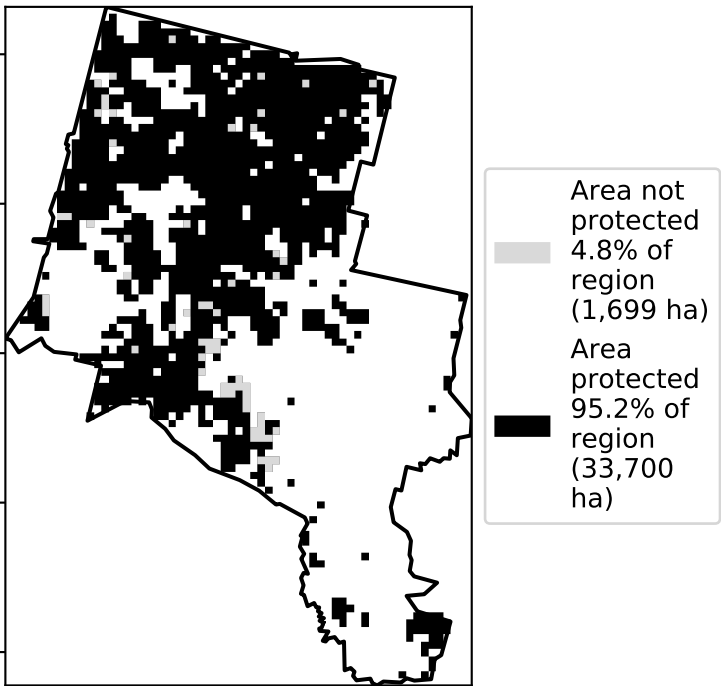 Area not
protected
4.8% of
region
(1,699 ha)
Area
protected
95.2% of
region
(33,700
ha)